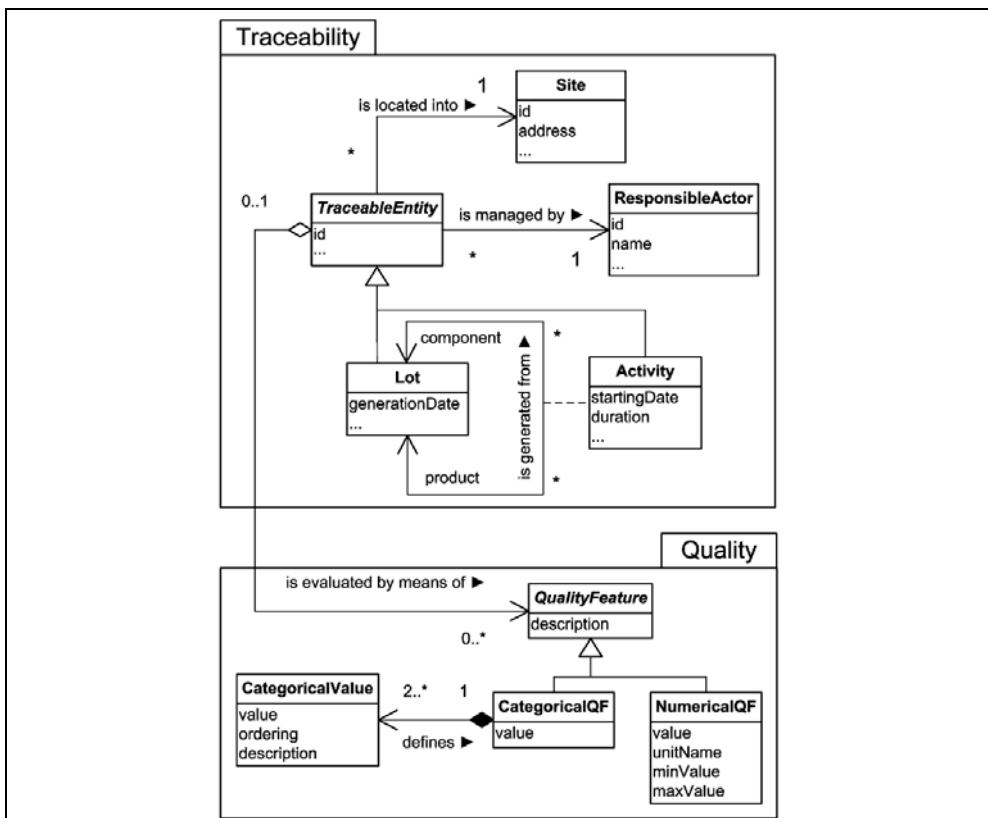 Traceability
1
Site
is located into ►
id
address
...
*
0..1
TraceableEntity
id
...
is managed by ►
*
1
ResponsibleActor
id
name
...
component
*
is generated from ►
Lot
generationDate
...
Activity
startingDate
duration
...
product
*
Quality
is evaluated by means of ►
QualityFeature
description
0..*
CategoricalValue
value
ordering
description
2..*
1
defines ►
CategoricalQF
value
NumericalQF
value
unitName
minValue
maxValue